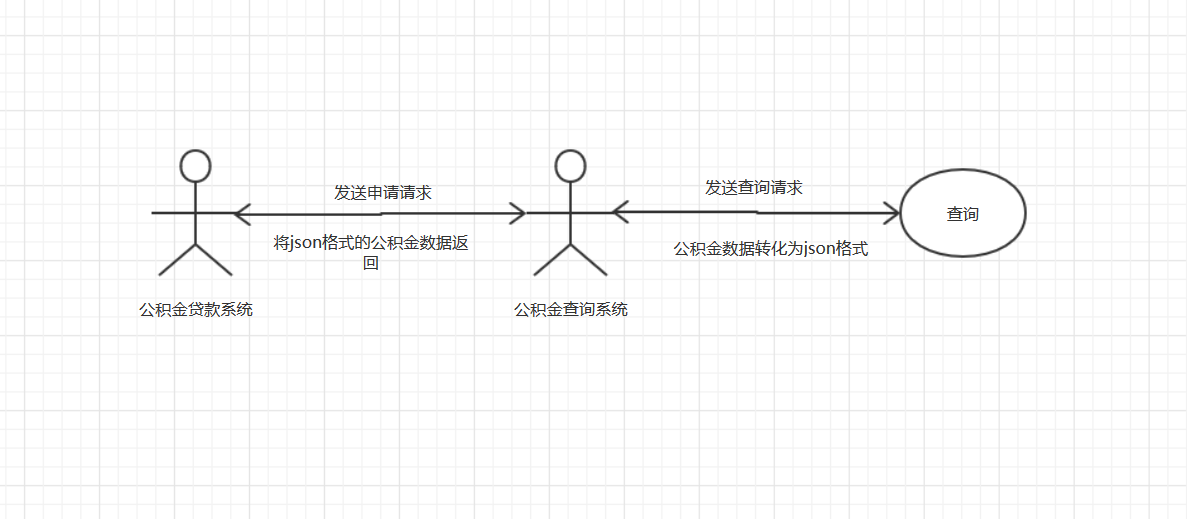 发送申请请求
将json格式的公积金数据返
回
公积金贷款系统
发送查询请求
公积金数据转化为json格式
公积金查询系统
查询